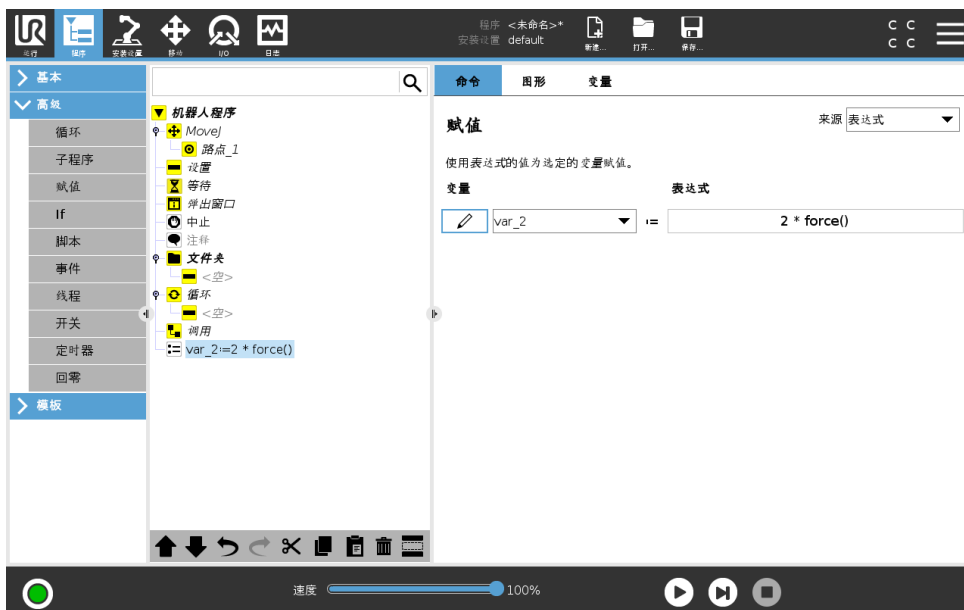 程序 <未命名>*
安装设置 default
C C
C C
运行
程序
安装设置
移动
I/O
日志
新建...
打开...
保存...
基本
高级
循环
子程序
赋值
If
脚本
事件
线程
开关
定时器
回零
模板
机器人程序
MoveJ
路点_1
设置
等待
弹出窗口
中止
注释
文件夹
<空>
循环
<空>
调用
var_2:=2 * force()
命令 图形 变量
赋值
来源 表达式
使用表达式的值为选定的变量赋值。
变量 表达式
var_2 := 2 * force()
速度 100%